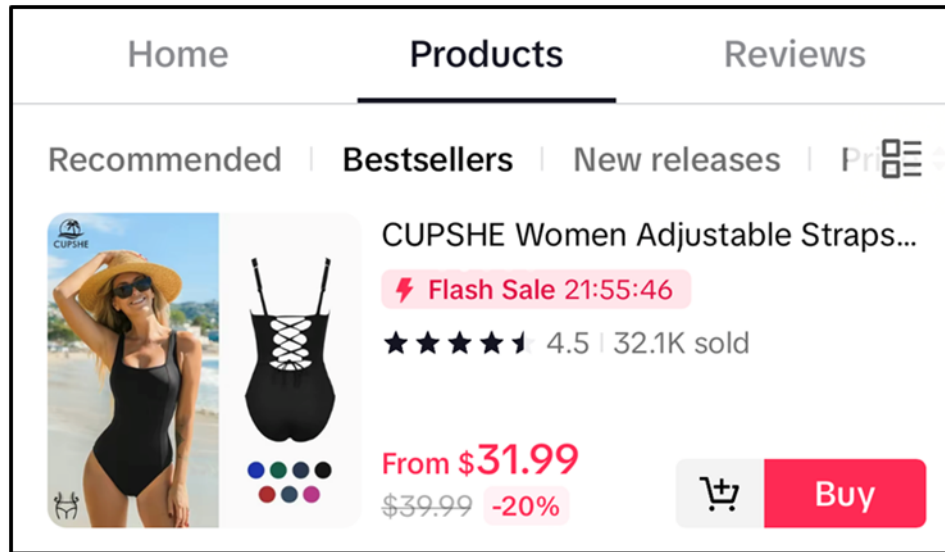 Home Products Reviews
Recommended Bestsellers New releases
CUPSHE
CUPSHE Women Adjustable Straps...
Flash Sale 21:55:46
4.5 32.1K sold
From $31.99
$39.99 -20%
Buy